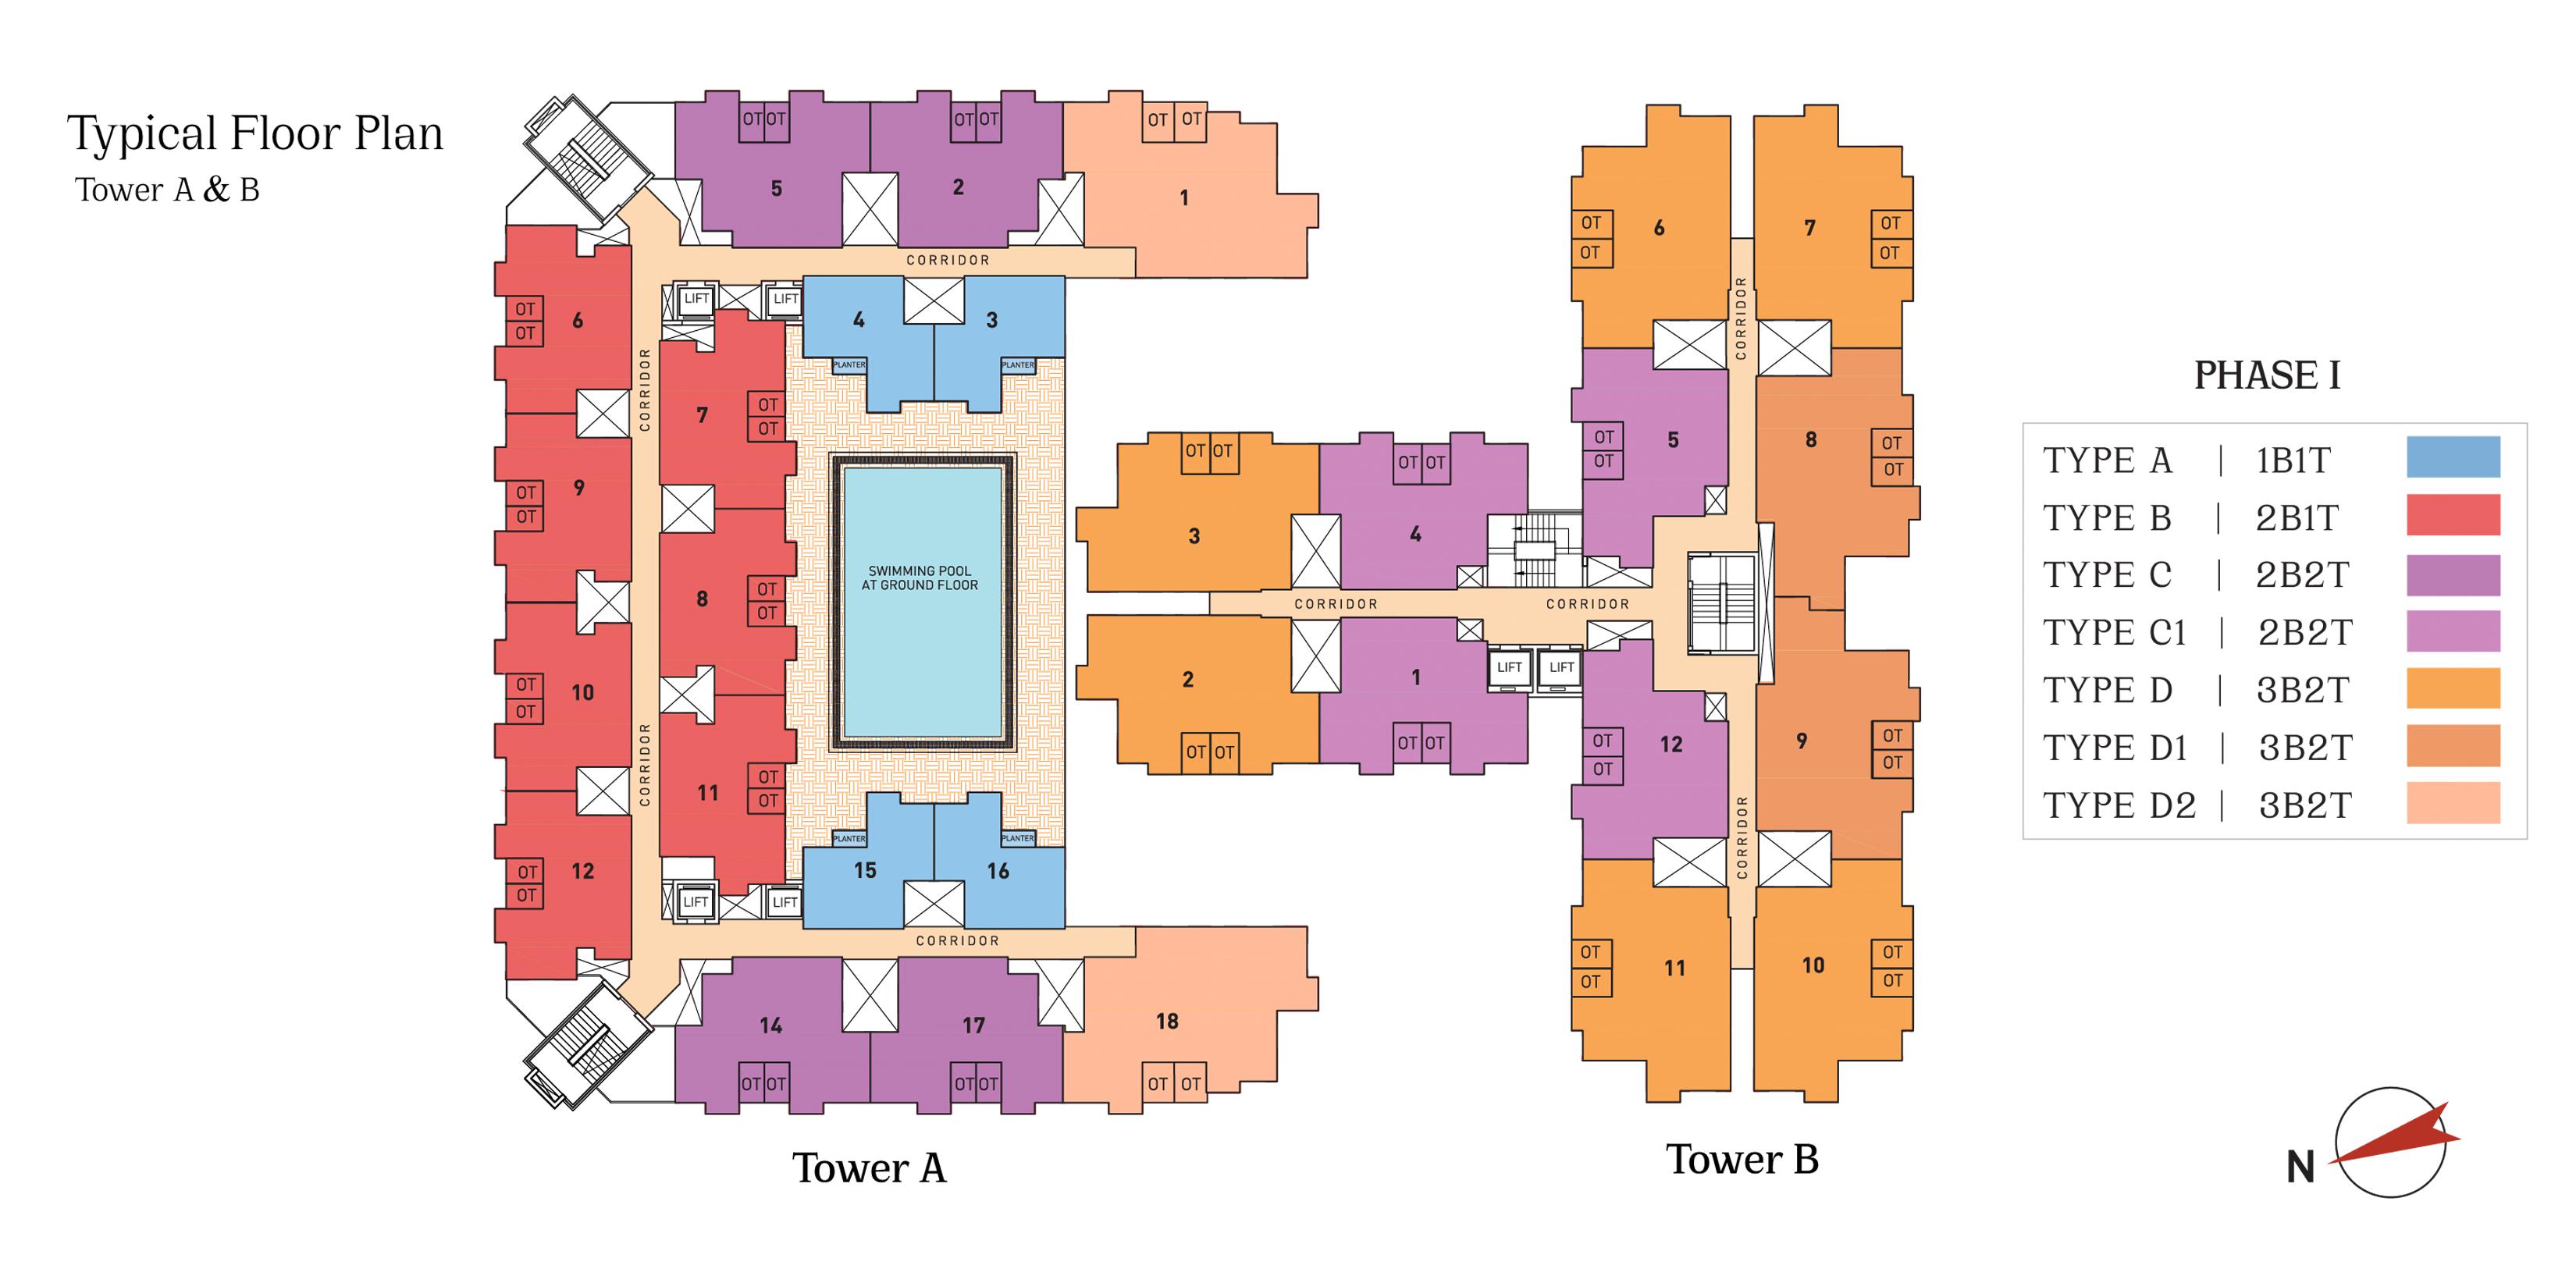 Typical Floor Plan
Tower A & B
OT OT
5
OT OT
2
OT OT
1
CORRIDOR
LIFT
LIFT
4
3
PLANTER
PLANTER
OT
OT
6
CORRIDOR
7
OT
OT
OT
OT
9
8
OT
OT
SWIMMING POOL
AT GROUND FLOOR
OT
OT
10
CORRIDOR
11
OT
OT
OT
OT
12
PLANTER
PLANTER
15
16
LIFT
LIFT
CORRIDOR
14
OT OT
17
OT OT
18
OT OT
Tower A
6
OT
OT
7
OT
OT
CORRIDOR
OT OT
3
OT OT
4
OT
OT
5
8
OT
OT
CORRIDOR
CORRIDOR
2
OT OT
1
OT OT
LIFT
LIFT
OT
OT
12
9
OT
OT
CORRIDOR
OT
OT
11
10
OT
OT
Tower B
PHASE I
TYPE A | 1B1T
TYPE B | 2B1T
TYPE C | 2B2T
TYPE C1 | 2B2T
TYPE D | 3B2T
TYPE D1 | 3B2T
TYPE D2 | 3B2T
N